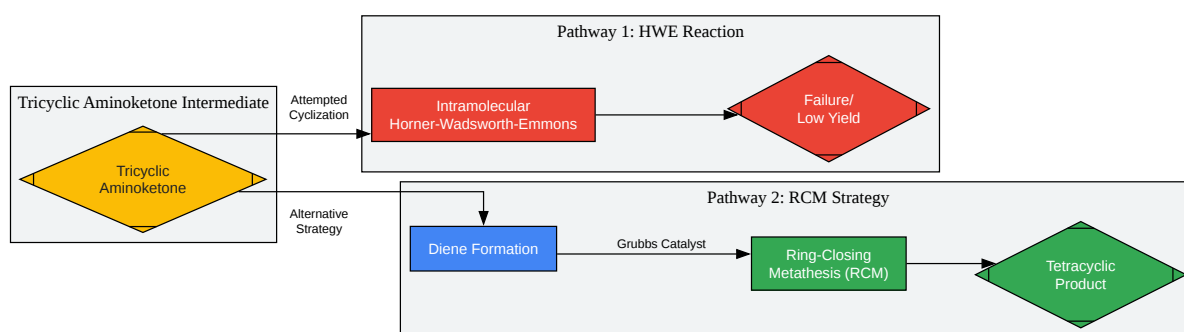 Pathway 1: HWE Reaction
Tricyclic Aminoketone Intermediate
Attempted
Cyclization
Intramolecular
Horner-Wadsworth-Emmons
Failure/
Low Yield
Tricyclic
Aminoketone
Alternative
Strategy
Pathway 2: RCM Strategy
Diene Formation
Grubbs Catalyst
Ring-Closing
Metathesis (RCM)
Tetracyclic
Product